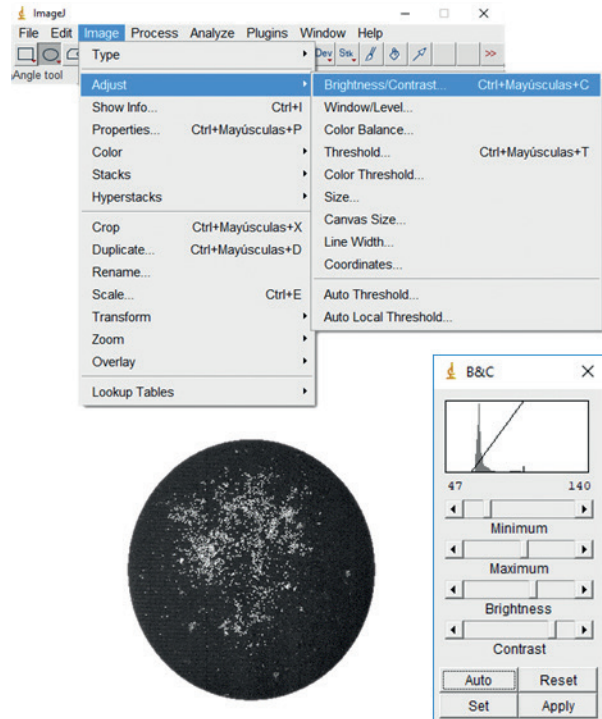 ImageJ
File Edit Image Process Analyze Plugins Window Help
Dev Stk >>
Angle tool
Type
Adjust
Show Info... Ctrl+I
Properties... Ctrl+Mayúsculas+P
Color
Stacks
Hyperstacks
Crop Ctrl+Mayúsculas+X
Duplicate... Ctrl+Mayúsculas+D
Rename...
Scale... Ctrl+E
Transform
Zoom
Overlay
Lookup Tables
Brightness/Contrast... Ctrl+Mayúsculas+C
Window/Level...
Color Balance...
Threshold... Ctrl+Mayúsculas+T
Color Threshold...
Size...
Canvas Size...
Line Width...
Coordinates...
Auto Threshold...
Auto Local Threshold...
B&C
47 140
Minimum
Maximum
Brightness
Contrast
Auto Reset
Set Apply